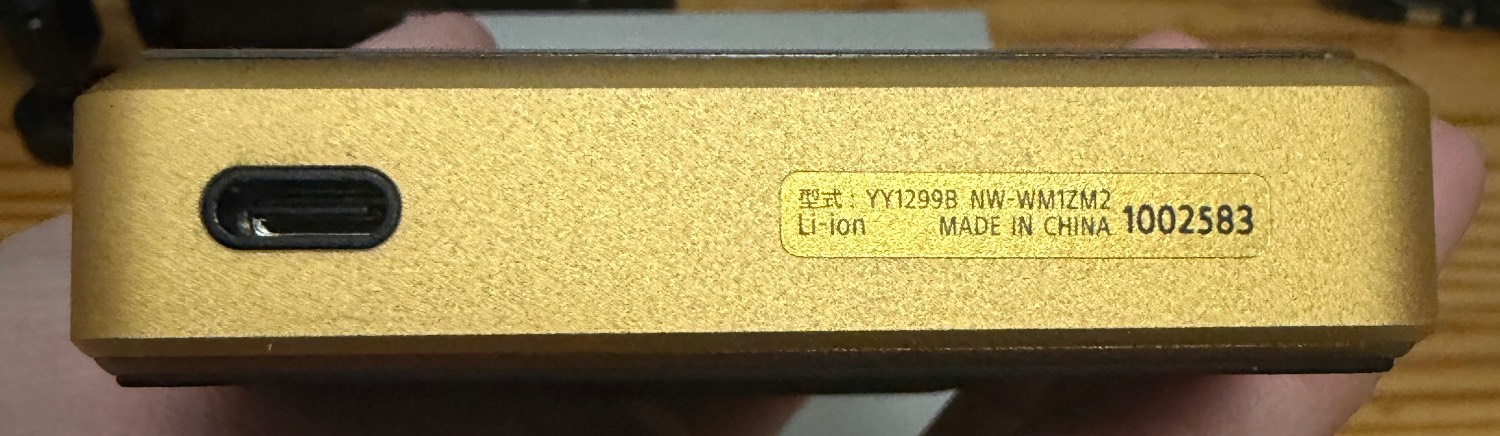 型式：YY1299B NW-WM1ZM2
Li-ion MADE IN CHINA 1002583